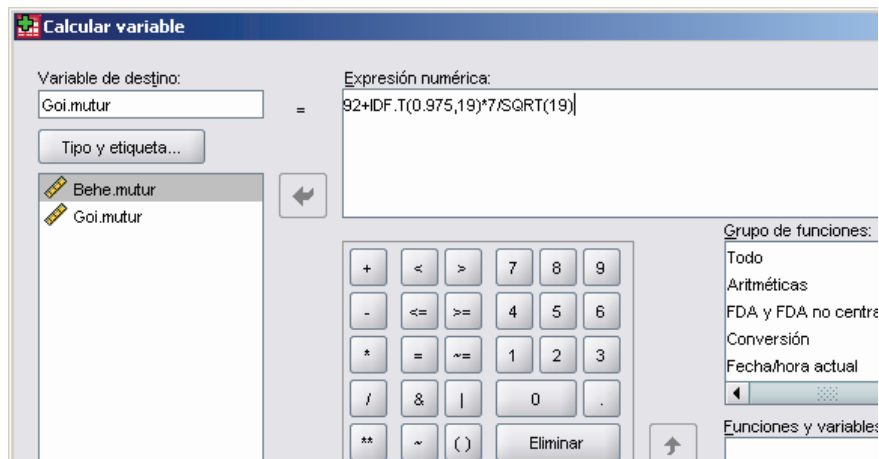 Calcular variable
Variable de destino:
Goi.mutur
=
Expresión numérica:
92+IDF.T(0.975,19)*7/SQRT(19)
Tipo y etiqueta...
Behe.mutur
Goi.mutur
+ < > 7 8 9
- <= >= 4 5 6
* = ~= 1 2 3
/ & | 0 .
** ~ ( ) Eliminar
Grupo de funciones:
Todo
Aritméticas
FDA y FDA no centra
Conversión
Fecha/hora actual
Funciones y variables